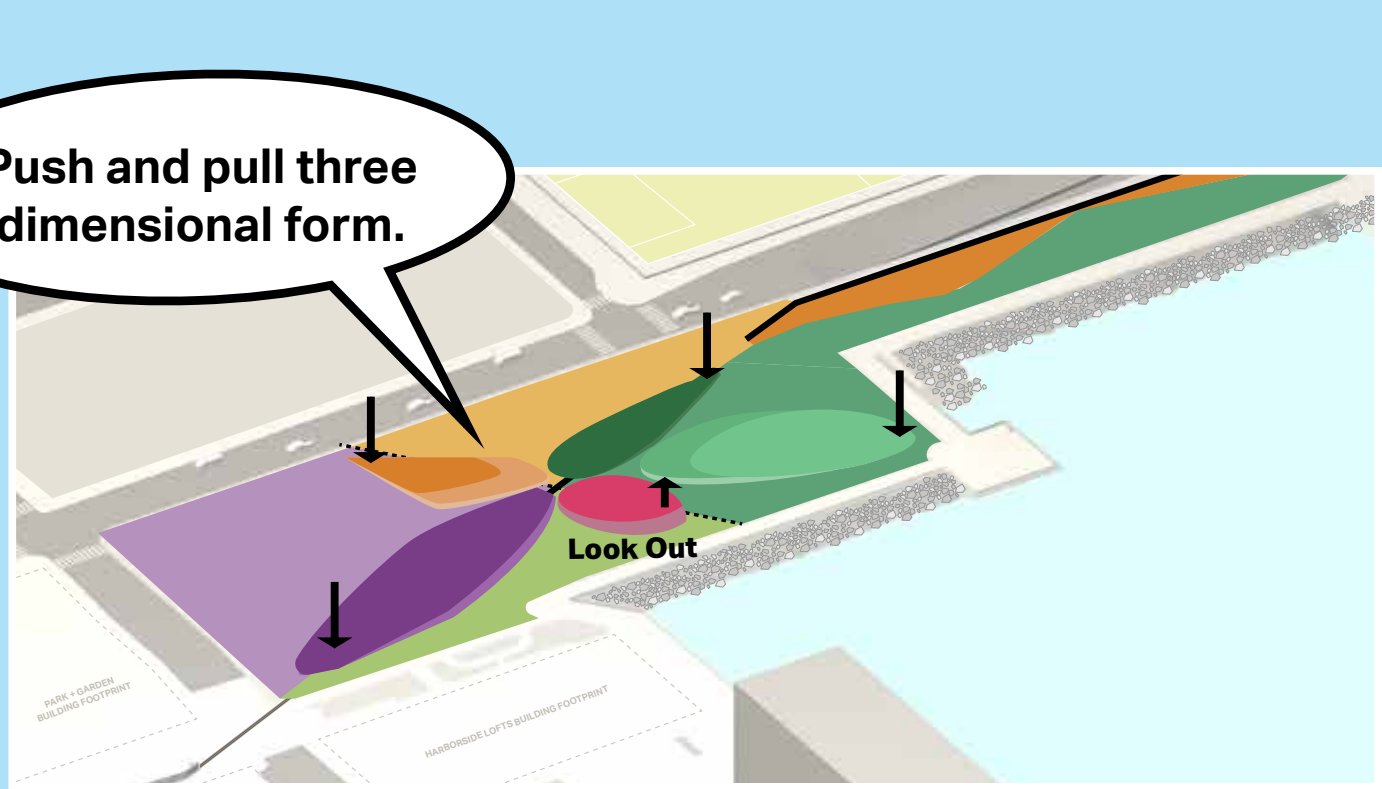 Push and pull three
dimensional form.
Look Out
PARK + GARDEN
BUILDING FOOTPRINT
HARBORSIDE LOFTS BUILDING FOOTPRINT